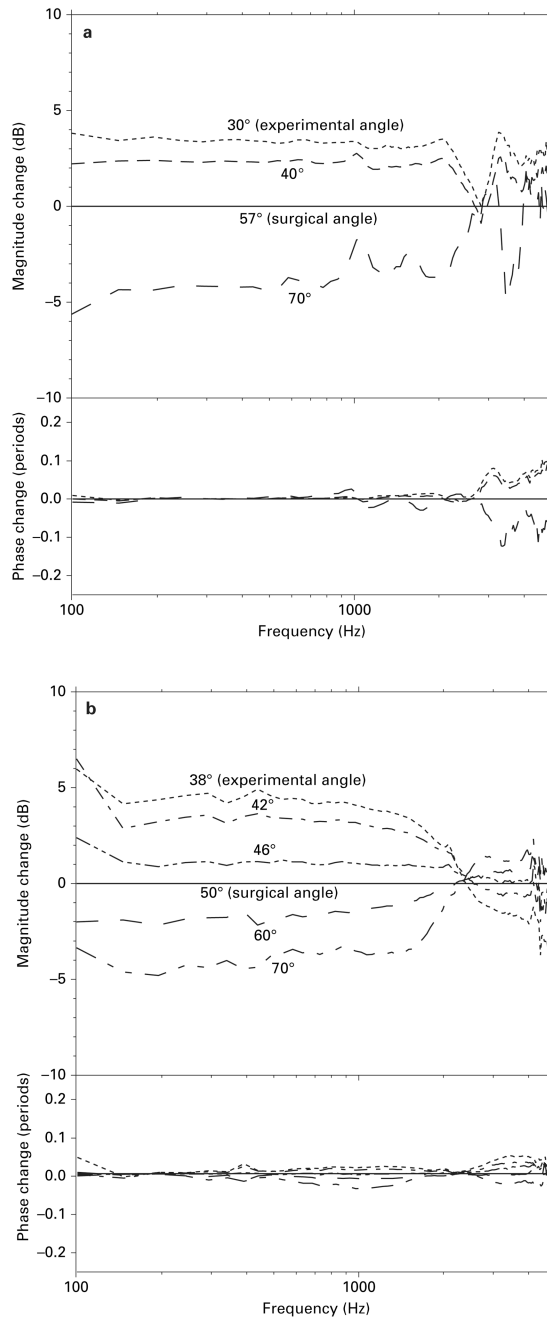 10
a
5
30° (experimental angle)
40°
Magnitude change (dB)
0
57° (surgical angle)
−5
70°
−10
0.2
0.1
Phase change (periods)
0.0
−0.1
−0.2
100
1000
Frequency (Hz)
10
b
5
38° (experimental angle)
42°
46°
Magnitude change (dB)
0
50° (surgical angle)
60°
−5
70°
−10
0.2
0.1
Phase change (periods)
0.0
−0.1
−0.2
100
1000
Frequency (Hz)